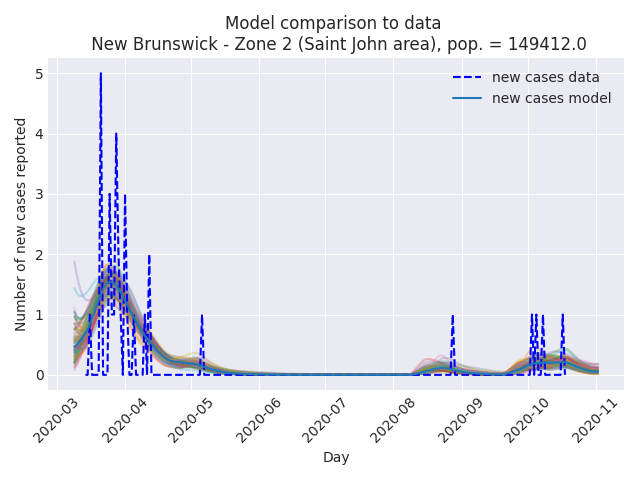 Model comparison to data
New Brunswick - Zone 2 (Saint John area), pop. = 149412.0
new cases data
new cases model
Number of new cases reported
5
4
3
2
1
0
2020-03
2020-04
2020-05
2020-06
2020-07
2020-08
2020-09
2020-10
2020-11
Day